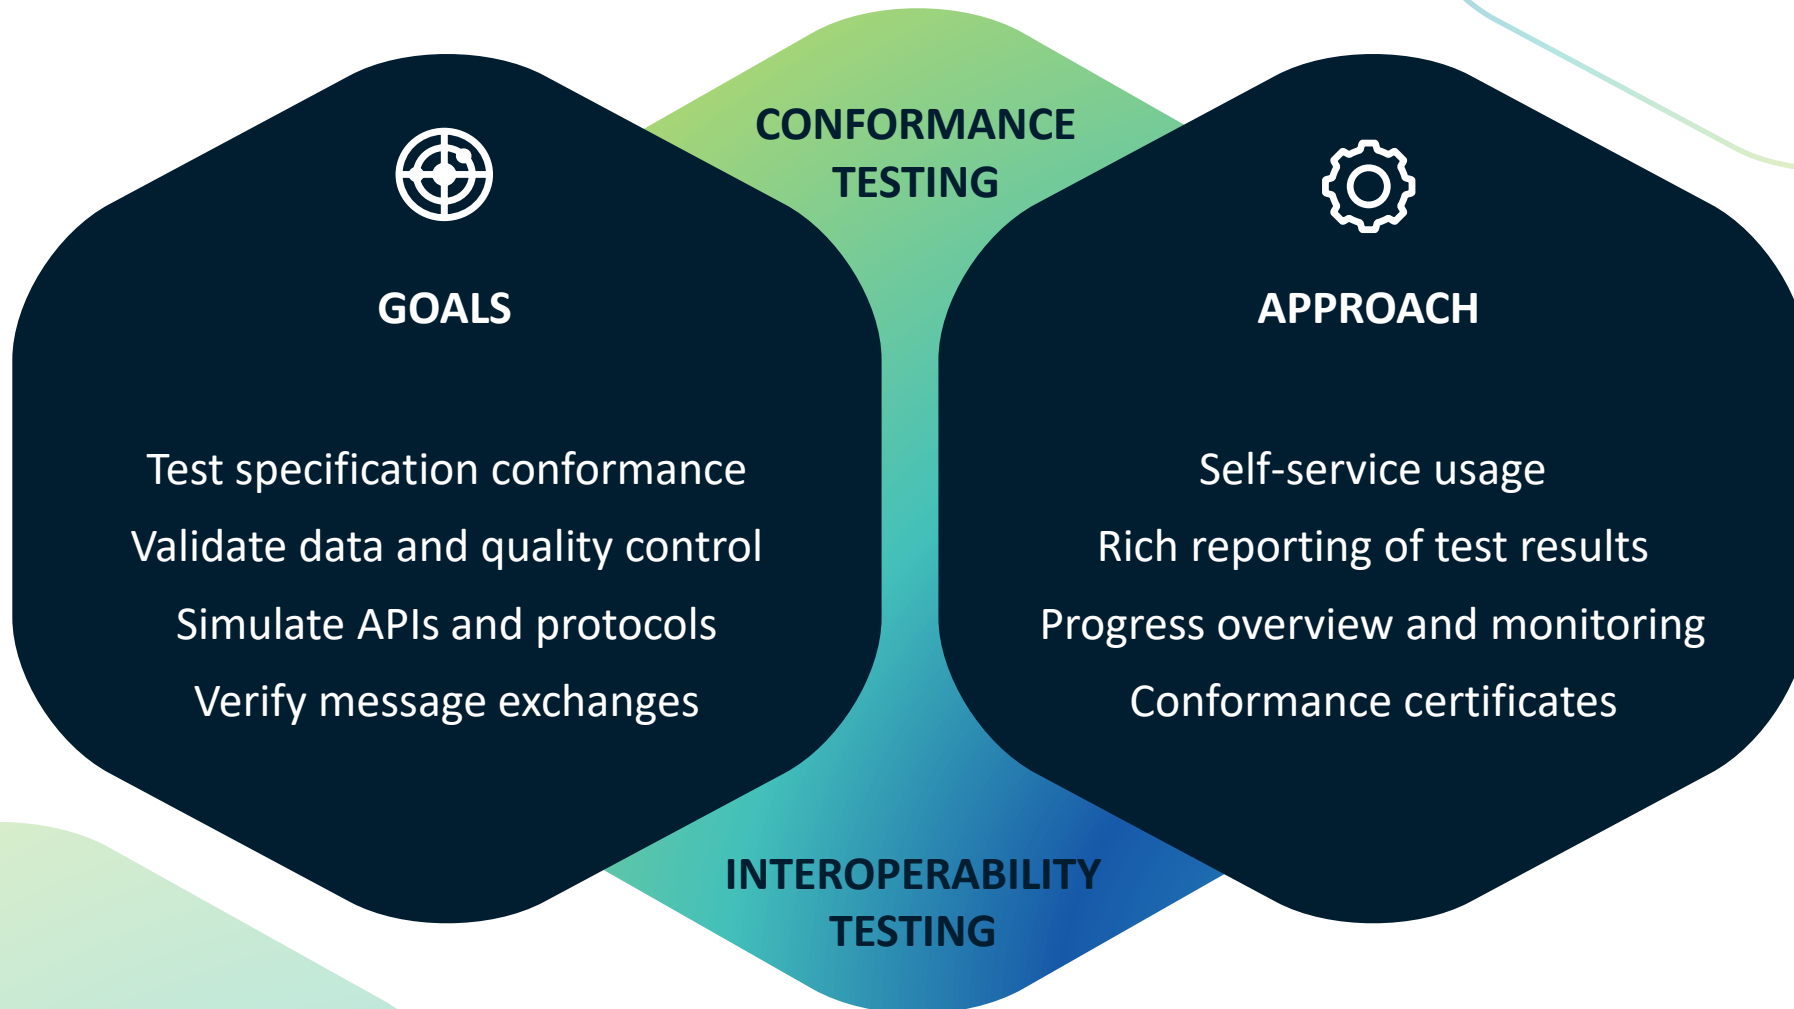 CONFORMANCE
TESTING
GOALS
Test specification conformance
Validate data and quality control
Simulate APIs and protocols
Verify message exchanges
APPROACH
Self-service usage
Rich reporting of test results
Progress overview and monitoring
Conformance certificates
INTEROPERABILITY
TESTING